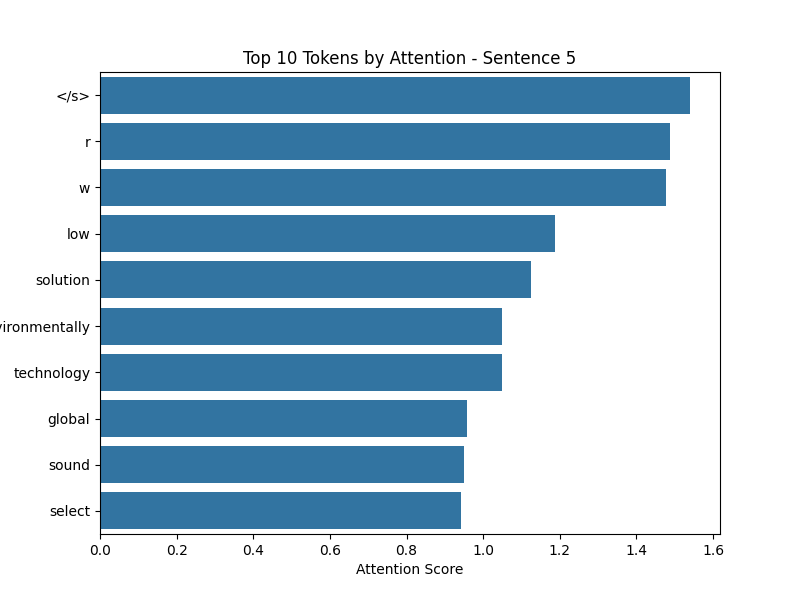 Top 10 Tokens by Attention - Sentence 5
</s>
r
w
low
solution
vironmentally
technology
global
sound
select
0.0 0.2 0.4 0.6 0.8 1.0 1.2 1.4 1.6
Attention Score